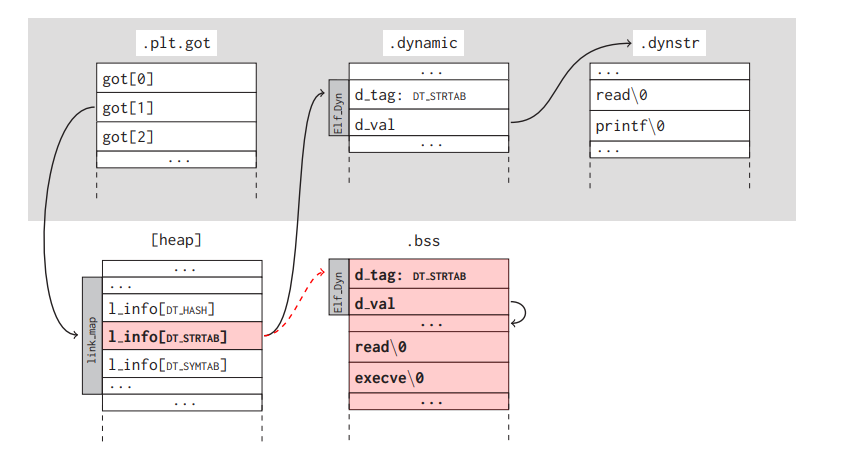 .plt.got
got[0]
got[1]
got[2]
...
.dynamic
...
Elf_Dyn
d_tag: DT_STRTAB
d_val
...
.dynstr
...
read\0
printf\0
...
[heap]
...
link_map
...
l_info[DT_HASH]
l_info[DT_STRTAB]
l_info[DT_SYMTAB]
...
...
.bss
Elf_Dyn
d_tag: DT_STRTAB
d_val
...
read\0
execve\0
...